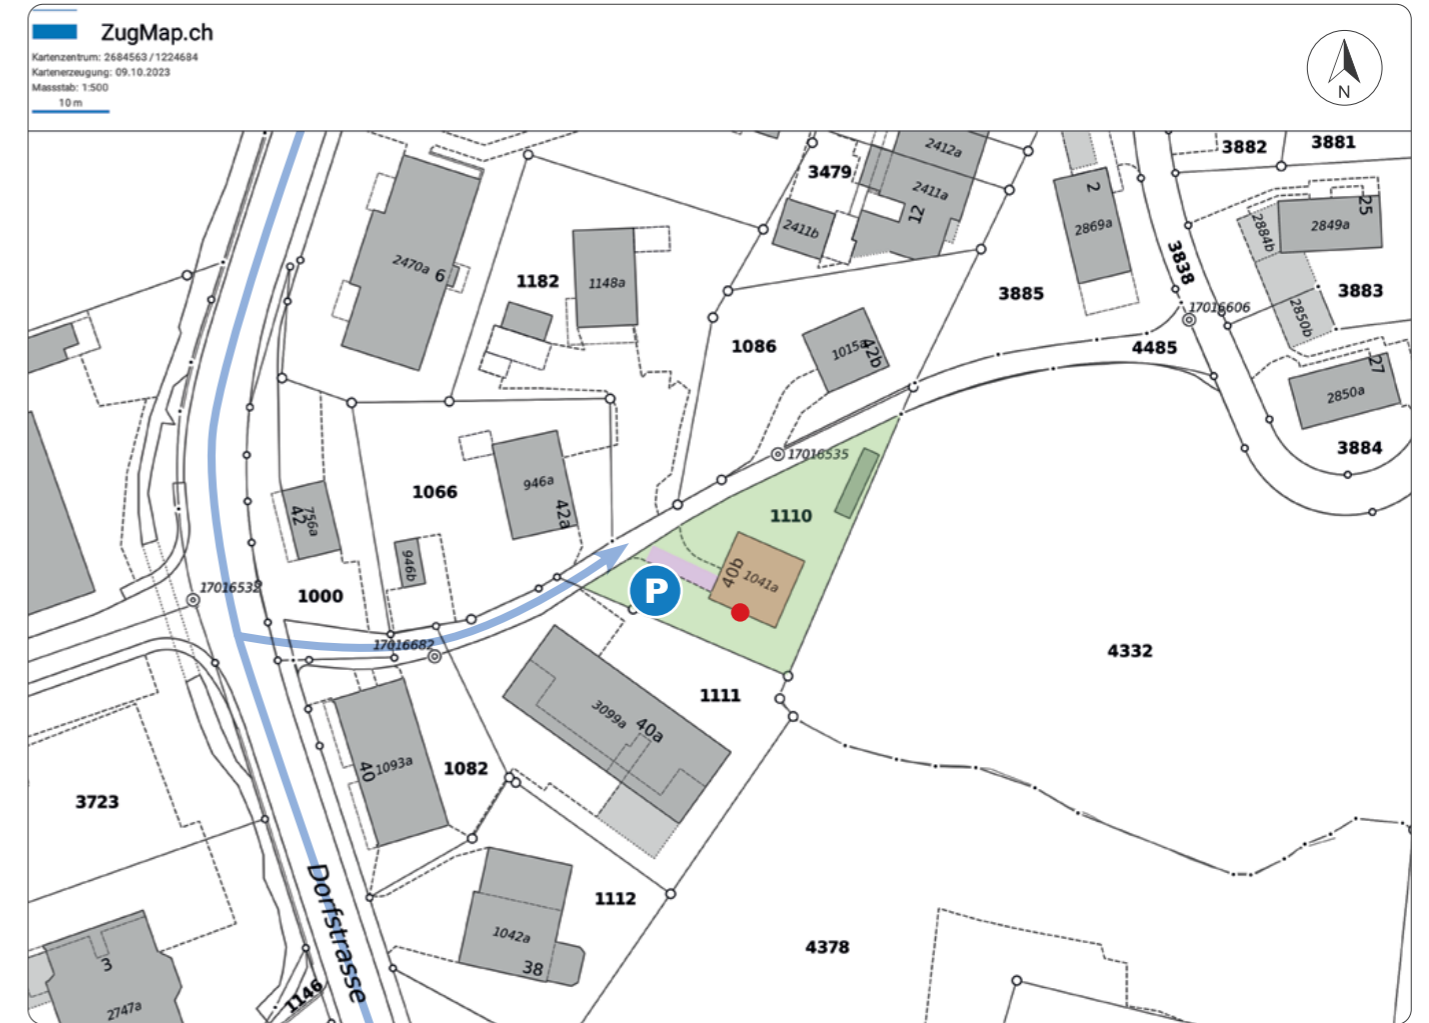 ZugMap.ch
Kartenzentrum: 2684563 / 1224684
Kartenerzeugung: 09.10.2023
Massstab: 1:500
10 m
N
3882
3881
2412a
3479
2411a
12
2411b
2
2869a
25
2849a
2884b
3838
3883
2470a
6
1182
1148a
3885
17016606
2850b
1086
1015a
42b
4485
27
2850a
3884
17016535
1066
946a
42a
1110
756a
42
946b
40b
1041a
P
17016532
1000
17016682
4332
1111
3099a
40a
40
1093a
1082
3723
Dorfstrasse
1112
1042a
38
4378
3
2747a
1146